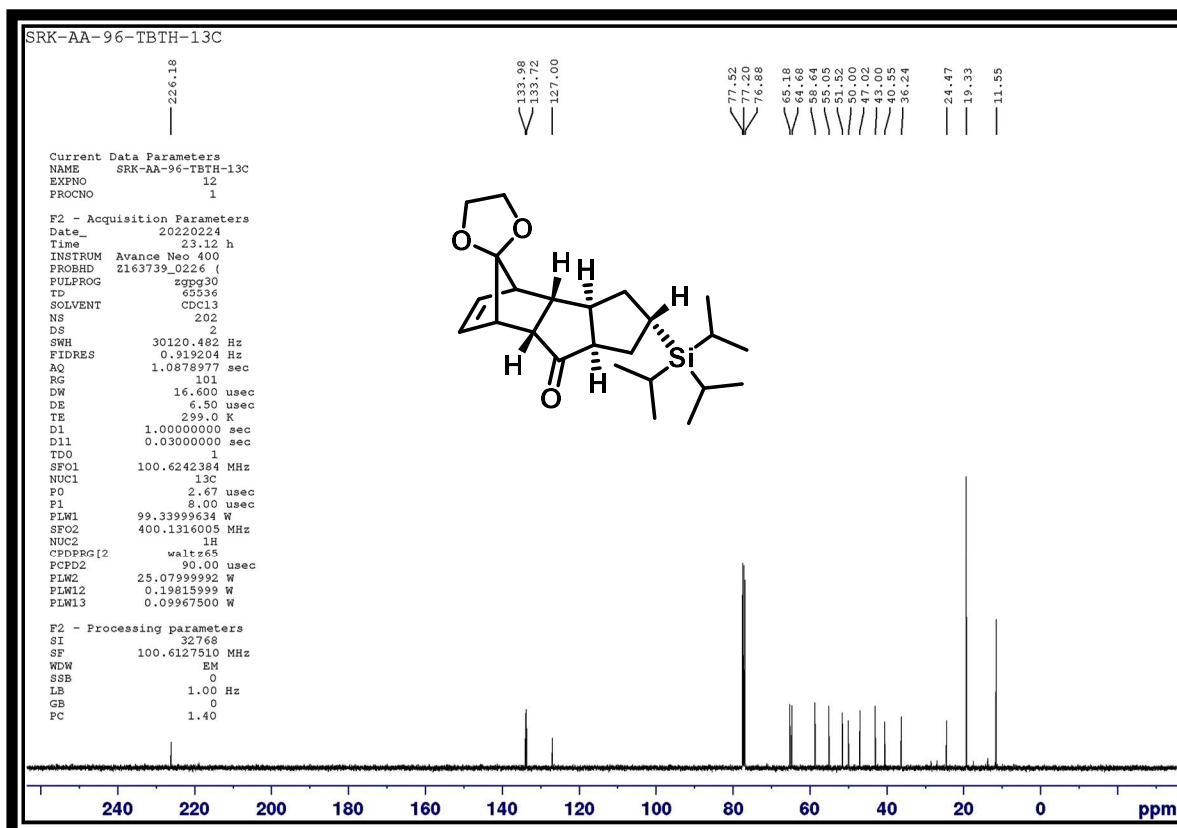 SRK-AA-96-TBTH-13C
226.18
133.98
133.72
127.00
77.52
77.20
76.88
65.18
64.68
58.64
55.05
51.52
50.00
47.02
43.00
40.55
36.24
24.47
19.33
11.55
Current Data Parameters
NAME SRK-AA-96-TBTH-13C
EXPNO 12
PROCNO 1
F2 - Acquisition Parameters
Date_ 20220224
Time 23.12 h
INSTRUM Avance Neo 400
PROBHD Z163739_0226 (
PULPROG zgpg30
TD 65536
SOLVENT CDCl3
NS 202
DS 2
SWH 30120.482 Hz
FIDRES 0.919204 Hz
AQ 1.0878977 sec
RG 101
DW 16.600 usec
DE 6.50 usec
TE 299.0 K
D1 1.00000000 sec
D11 0.03000000 sec
TD0 1
SFO1 100.6242384 MHz
NUC1 13C
P0 2.67 usec
P1 8.00 usec
PLW1 99.33999634 W
SFO2 400.1316005 MHz
NUC2 1H
CPDPRG[2 waltz65
PCPD2 90.00 usec
PLW2 25.07999992 W
PLW12 0.19815999 W
PLW13 0.09967500 W
F2 - Processing parameters
SI 32768
SF 100.6127510 MHz
WDW EM
SSB 0
LB 1.00 Hz
GB 0
PC 1.40
O
O
H
H
H
H
O
H
Si
240 220 200 180 160 140 120 100 80 60 40 20 0 ppm